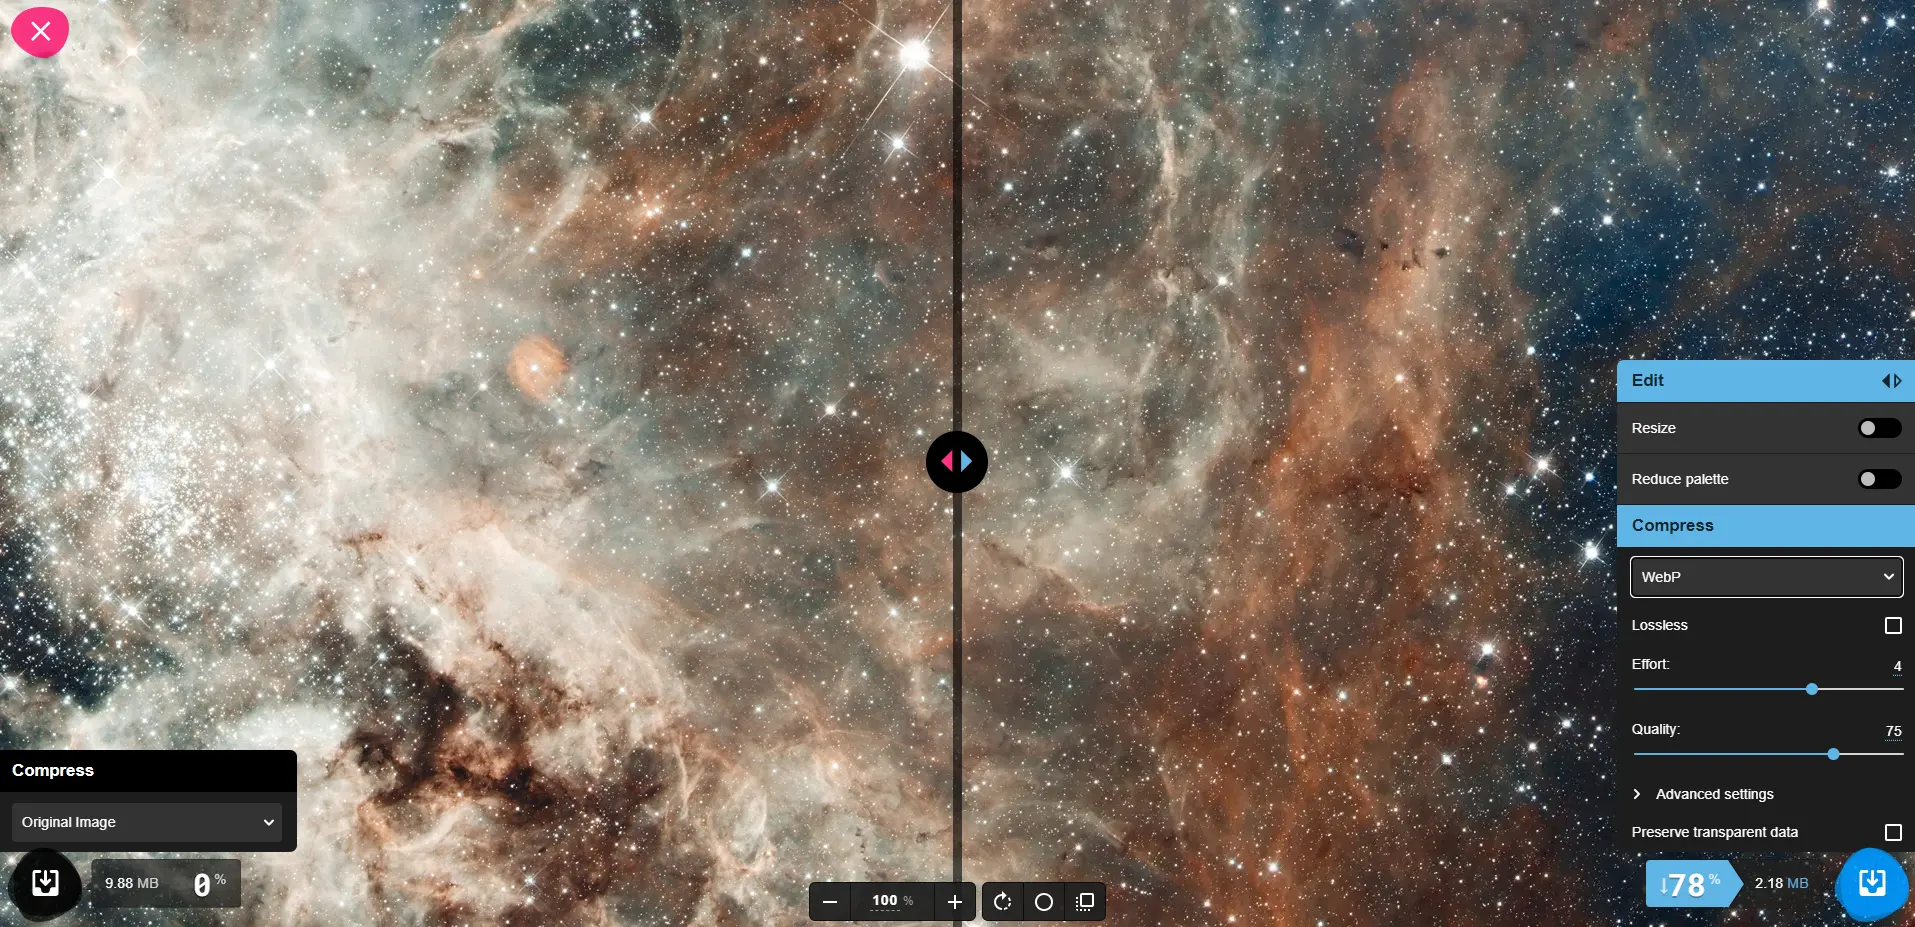 Edit
Resize
Reduce palette
Compress
WebP
Lossless
Effort:
4
Quality:
75
Advanced settings
Preserve transparent data
Compress
Original Image
9.88 MB
0 %
100 %
↓78 %
2.18 MB